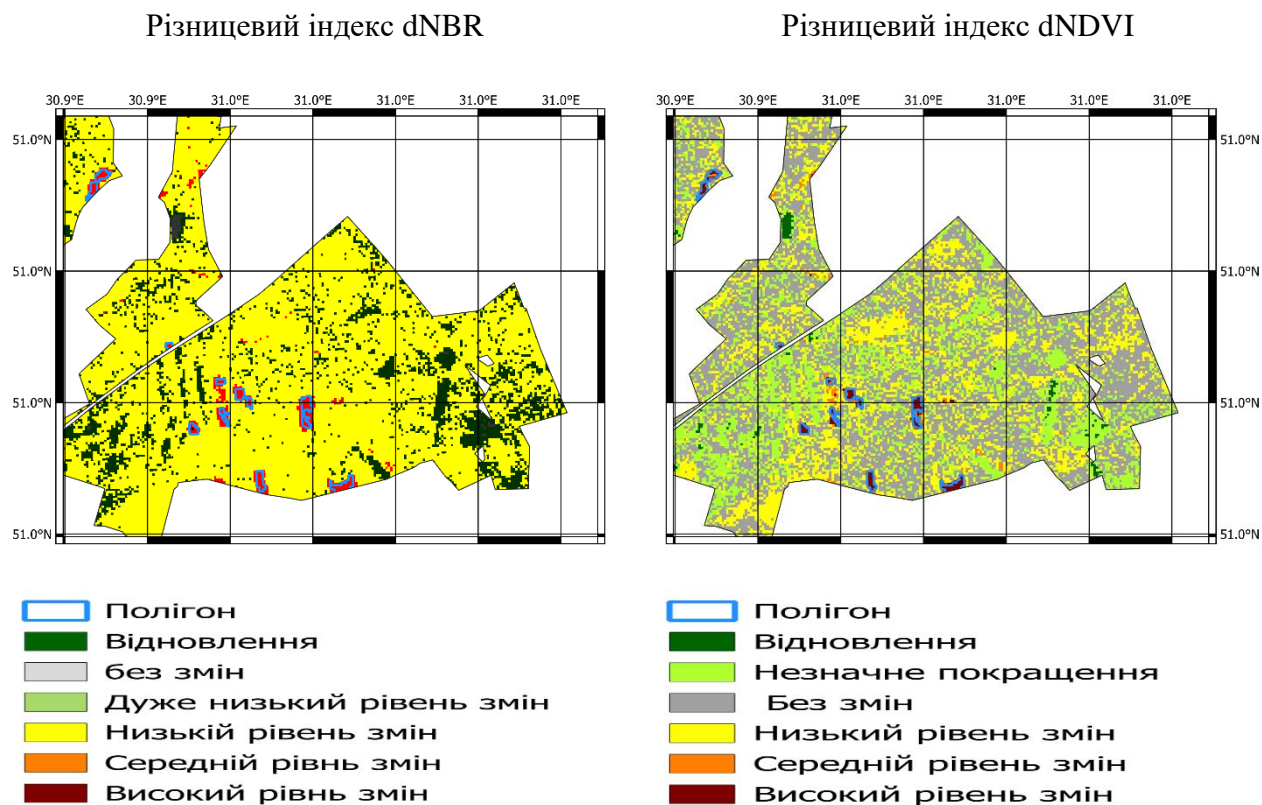 Різницевий індекс dNBR
Різницевий індекс dNDVI
30.9°E 30.9°E 31.0°E 31.0°E 31.0°E 31.0°E 31.0°E
30.9°E 30.9°E 31.0°E 31.0°E 31.0°E 31.0°E 31.0°E
51.0°N
51.0°N
51.0°N
51.0°N
51.0°N
51.0°N
51.0°N
51.0°N
Полігон
Відновлення
без змін
Дуже низький рівень змін
Низькій рівень змін
Середній рівнь змін
Високий рівнь змін
Полігон
Відновлення
Незначне покращення
Без змін
Низький рівень змін
Середній рівень змін
Високий рівень змін